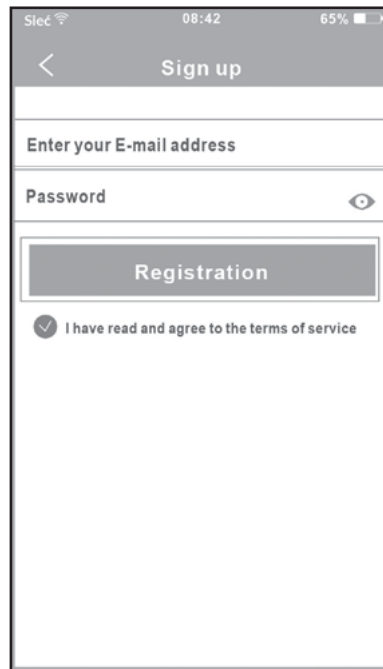 Sleć 08:42 65%
Sign up
Enter your E-mail address
Password
Registration
I have read and agree to the terms of service